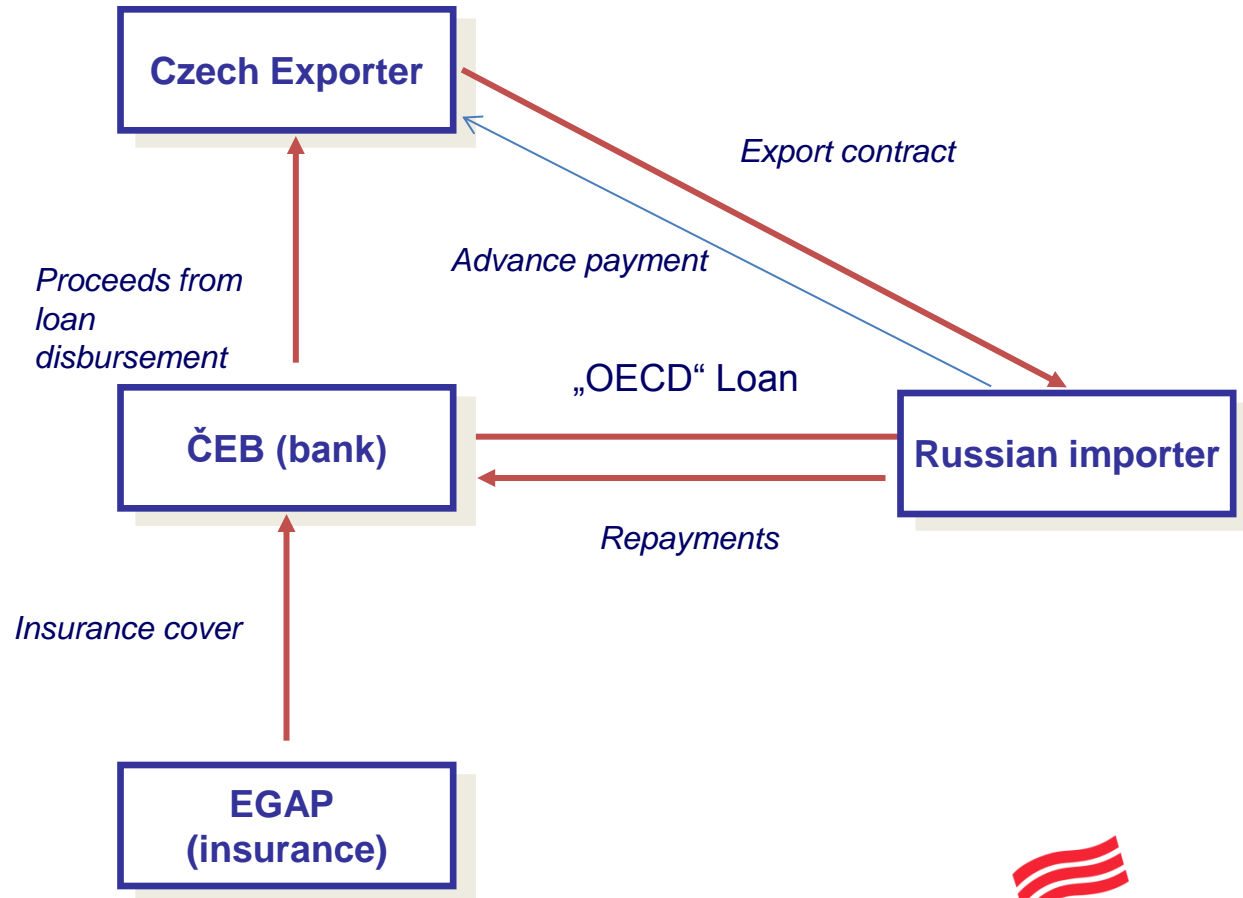 Czech Exporter
Export contract
Advance payment
Proceeds from
loan
disbursement
„OECD“ Loan
ČEB (bank)
Russian importer
Repayments
Insurance cover
EGAP
(insurance)